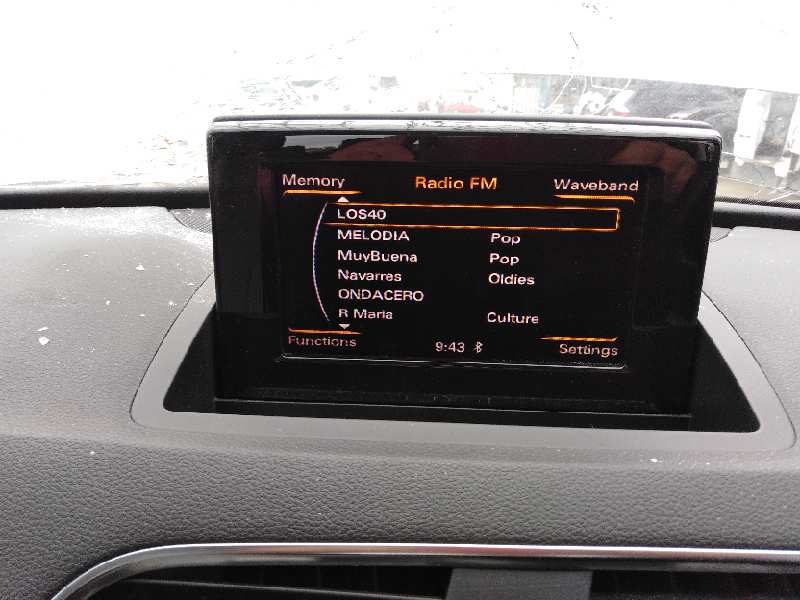 Memory Radio FM Waveband
LOS40
MELODIA Pop
MuyBuena Pop
Navarres Oldies
ONDACERO
R Maria Culture
Functions 9:43 Settings